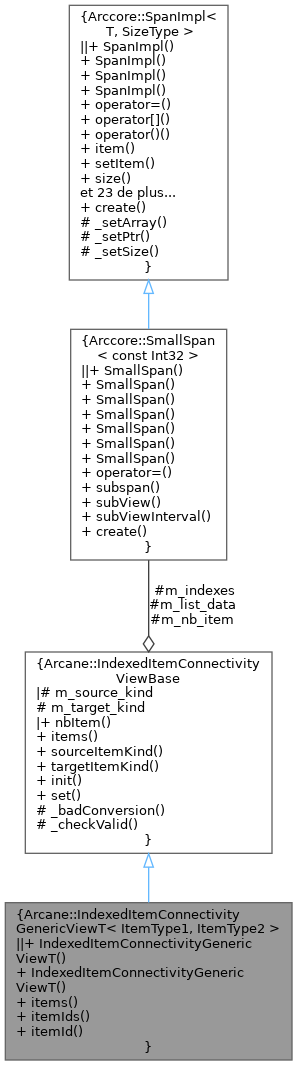 {Arccore::SpanImpl<
T, SizeType >
||+ SpanImpl()
+ SpanImpl()
+ SpanImpl()
+ SpanImpl()
+ operator=()
+ operator[]()
+ operator()()
+ item()
+ setItem()
+ size()
et 23 de plus...
+ create()
# _setArray()
# _setPtr()
# _setSize()
}
{Arccore::SmallSpan
< const Int32 >
||+ SmallSpan()
+ SmallSpan()
+ SmallSpan()
+ SmallSpan()
+ SmallSpan()
+ SmallSpan()
+ SmallSpan()
+ operator=()
+ subspan()
+ subView()
+ subViewInterval()
+ create()
}
#m_indexes
#m_list_data
#m_nb_item
{Arcane::IndexedItemConnectivity
ViewBase
|# m_source_kind
# m_target_kind
|+ nbItem()
+ items()
+ sourceItemKind()
+ targetItemKind()
+ init()
+ set()
# _badConversion()
# _checkValid()
}
{Arcane::IndexedItemConnectivity
GenericViewT< ItemType1, ItemType2 >
||+ IndexedItemConnectivityGeneric
ViewT()
+ IndexedItemConnectivityGeneric
ViewT()
+ items()
+ itemIds()
+ itemId()
}